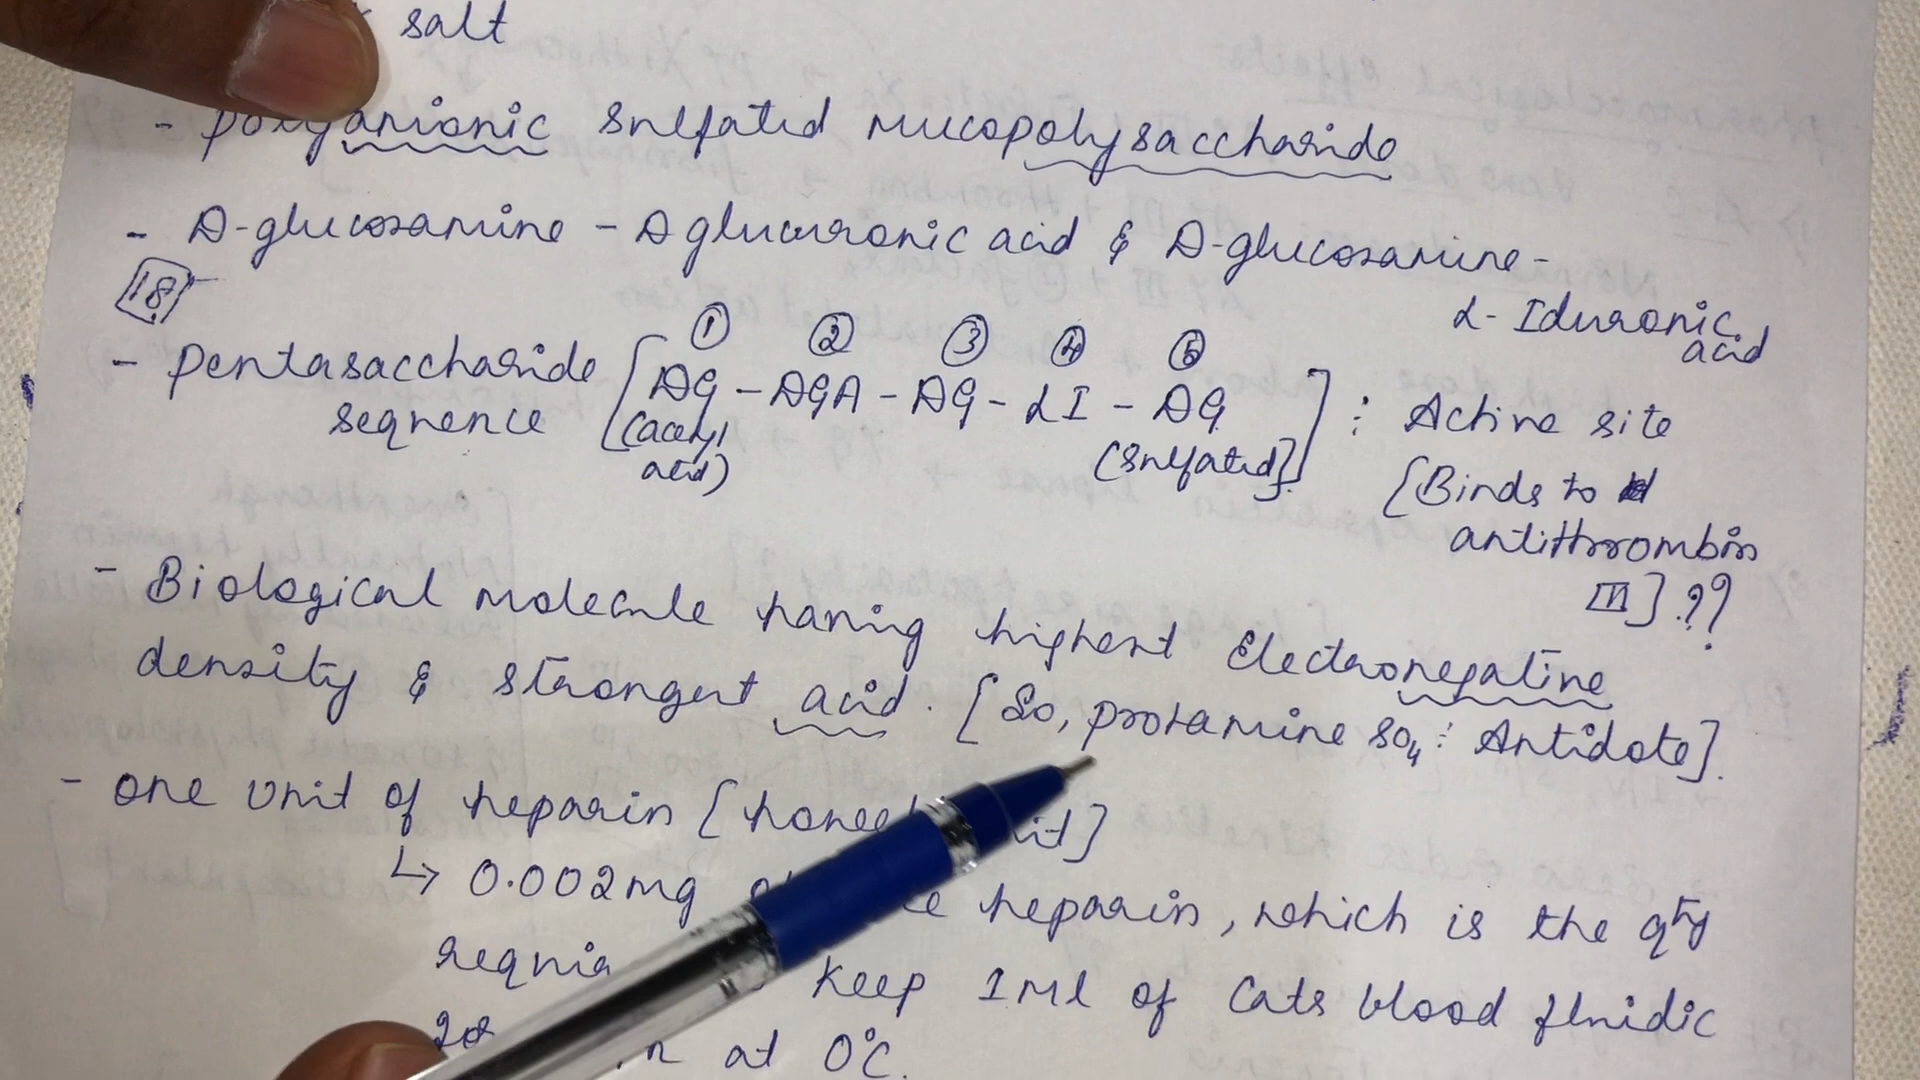 salt
- polyanionic sulfated mucopolysaccharide
- D-glucosamine - D glucuronic acid & D-glucosamine -
L- Iduronic acid
18
① ② ③ ④ ⑤
- pentasaccharide [DG - DGA - DG - LI - DG] : Active site
sequence (acetyl acid) (sulfated) [Binds to
antithrombin
III] ??
- Biological molecule having highest Electronegative
density & strongest acid. [So, protamine SO4 : Antidote].
- one unit of heparin [
↳ 0.002mg heparin, which is the qty
keep 1ml of Cats blood fluidic
at 0°C.